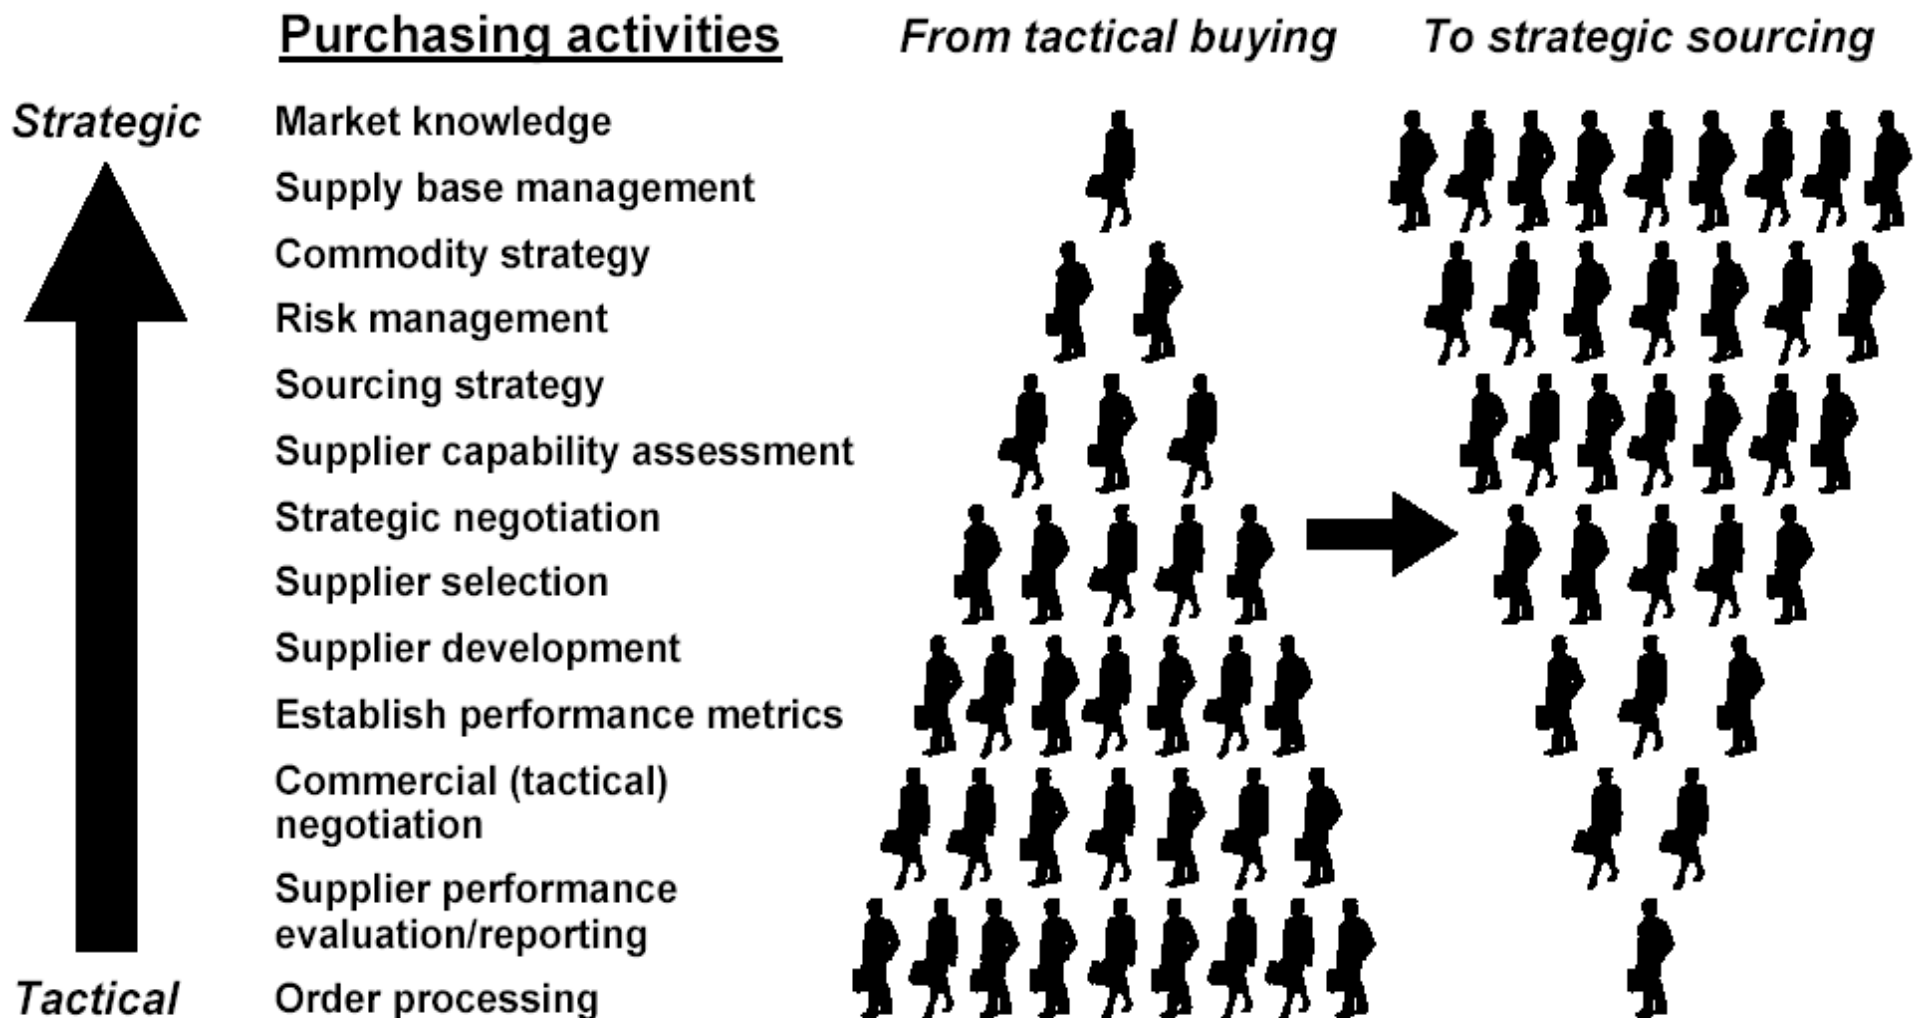 Purchasing activities
From tactical buying
To strategic sourcing
Strategic
Market knowledge
Supply base management
Commodity strategy
Risk management
Sourcing strategy
Supplier capability assessment
Strategic negotiation
Supplier selection
Supplier development
Establish performance metrics
Commercial (tactical)
negotiation
Supplier performance
evaluation/reporting
Tactical
Order processing